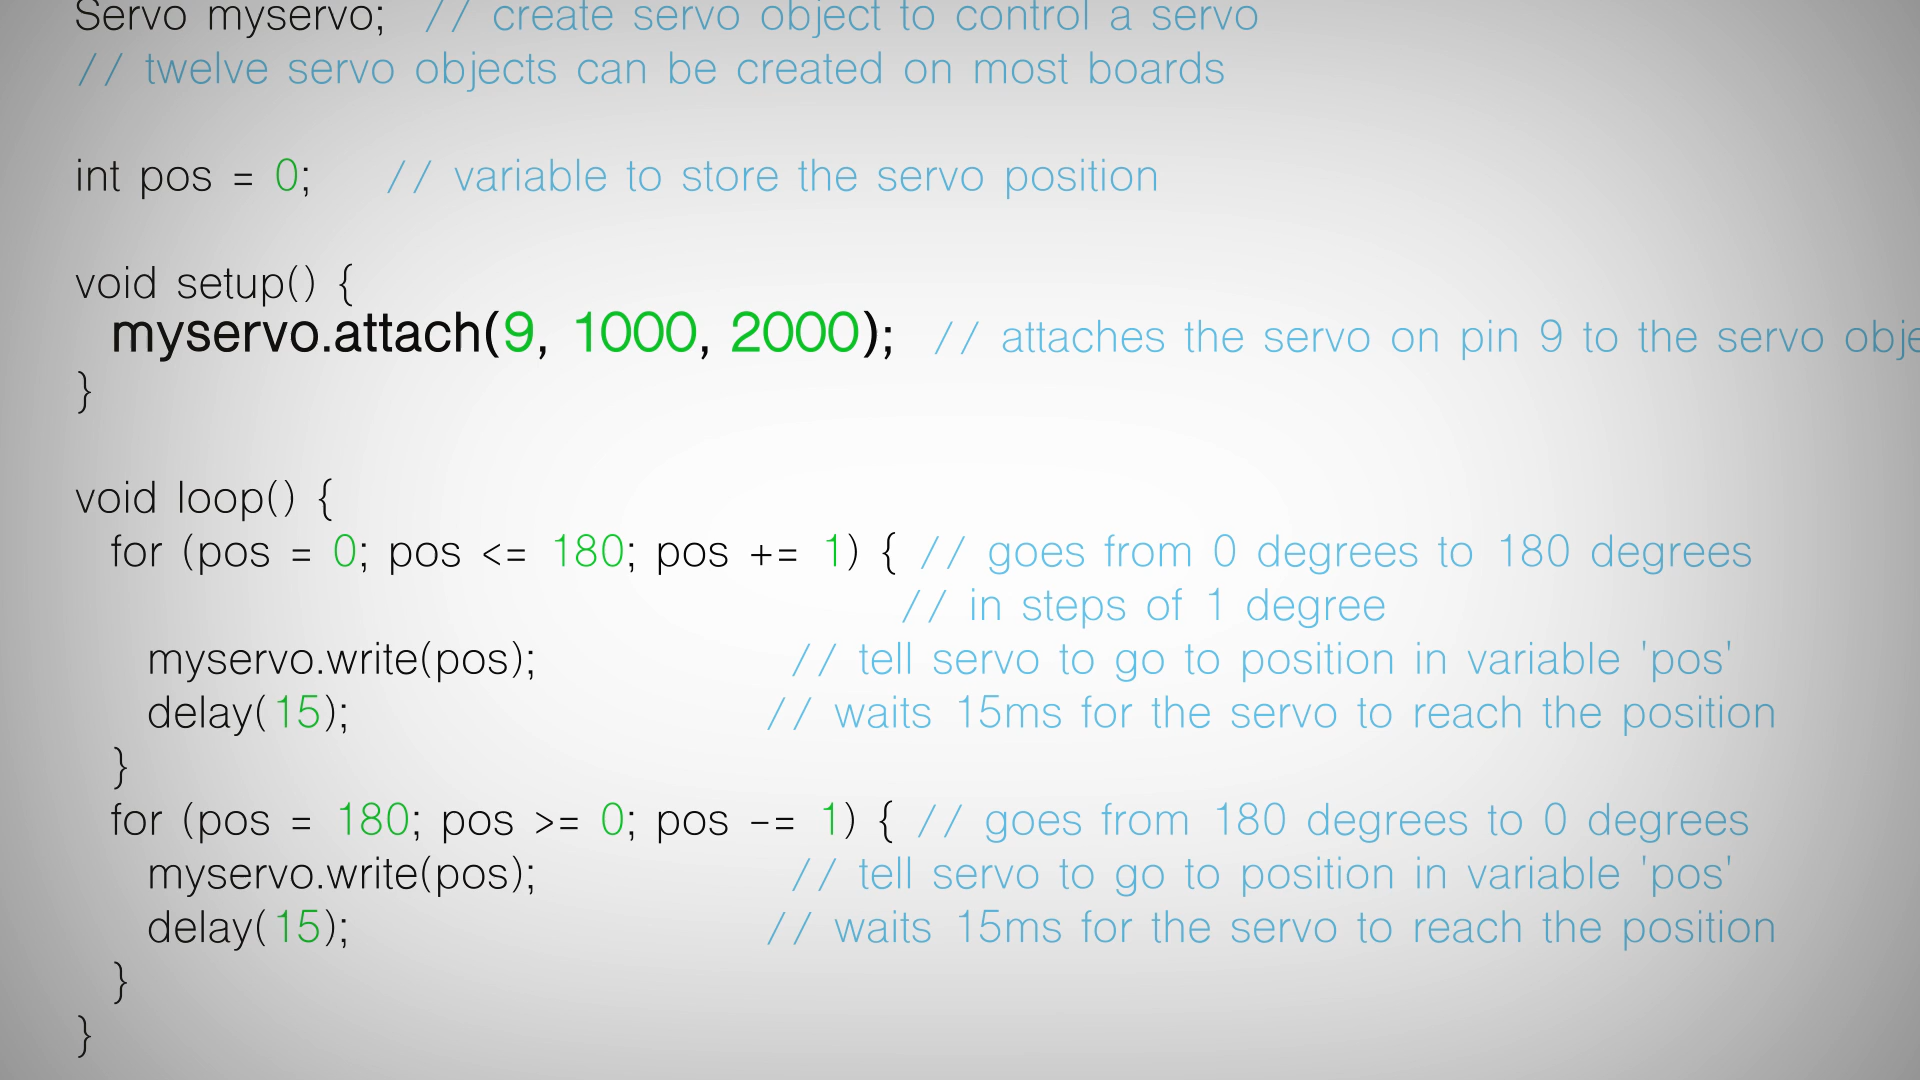 Servo myservo; // create servo object to control a servo
// twelve servo objects can be created on most boards
int pos = 0; // variable to store the servo position
void setup() {
myservo.attach(9, 1000, 2000); // attaches the servo on pin 9 to the servo obje
}
void loop() {
for (pos = 0; pos <= 180; pos += 1) { // goes from 0 degrees to 180 degrees
// in steps of 1 degree
myservo.write(pos); // tell servo to go to position in variable 'pos'
delay(15); // waits 15ms for the servo to reach the position
}
for (pos = 180; pos >= 0; pos -= 1) { // goes from 180 degrees to 0 degrees
myservo.write(pos); // tell servo to go to position in variable 'pos'
delay(15); // waits 15ms for the servo to reach the position
}
}